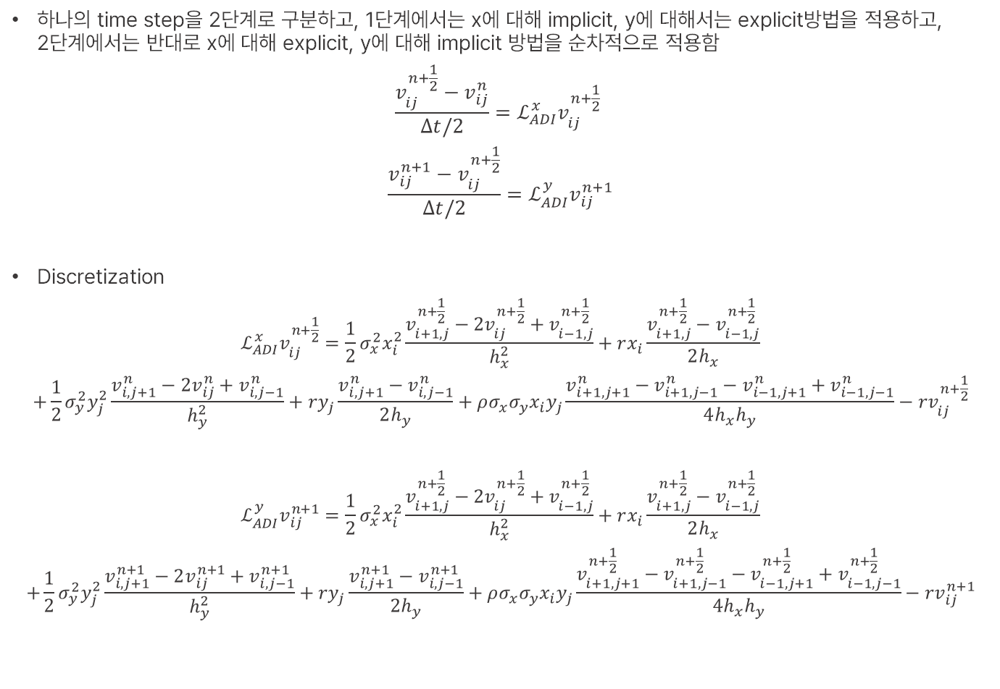 • 하나의 time step을 2단계로 구분하고, 1단계에서는 x에 대해 implicit, y에 대해서는 explicit방법을 적용하고,
2단계에서는 반대로 x에 대해 explicit, y에 대해 implicit 방법을 순차적으로 적용함
$\frac{v_{ij}^{n+\frac{1}{2}} - v_{ij}^{n}}{\Delta t/2} = \mathcal{L}_{ADI}^{x} v_{ij}^{n+\frac{1}{2}}$
$\frac{v_{ij}^{n+1} - v_{ij}^{n+\frac{1}{2}}}{\Delta t/2} = \mathcal{L}_{ADI}^{y} v_{ij}^{n+1}$
• Discretization
$\mathcal{L}_{ADI}^{x} v_{ij}^{n+\frac{1}{2}} = \frac{1}{2}\sigma_x^2 x_i^2 \frac{v_{i+1,j}^{n+\frac{1}{2}} - 2v_{ij}^{n+\frac{1}{2}} + v_{i-1,j}^{n+\frac{1}{2}}}{h_x^2} + rx_i \frac{v_{i+1,j}^{n+\frac{1}{2}} - v_{i-1,j}^{n+\frac{1}{2}}}{2h_x}$
$+ \frac{1}{2}\sigma_y^2 y_j^2 \frac{v_{i,j+1}^{n} - 2v_{ij}^{n} + v_{i,j-1}^{n}}{h_y^2} + ry_j \frac{v_{i,j+1}^{n} - v_{i,j-1}^{n}}{2h_y} + \rho\sigma_x\sigma_y x_i y_j \frac{v_{i+1,j+1}^{n} - v_{i+1,j-1}^{n} - v_{i-1,j+1}^{n} + v_{i-1,j-1}^{n}}{4h_x h_y} - rv_{ij}^{n+\frac{1}{2}}$
$\mathcal{L}_{ADI}^{y} v_{ij}^{n+1} = \frac{1}{2}\sigma_x^2 x_i^2 \frac{v_{i+1,j}^{n+\frac{1}{2}} - 2v_{ij}^{n+\frac{1}{2}} + v_{i-1,j}^{n+\frac{1}{2}}}{h_x^2} + rx_i \frac{v_{i+1,j}^{n+\frac{1}{2}} - v_{i-1,j}^{n+\frac{1}{2}}}{2h_x}$
$+ \frac{1}{2}\sigma_y^2 y_j^2 \frac{v_{i,j+1}^{n+1} - 2v_{ij}^{n+1} + v_{i,j-1}^{n+1}}{h_y^2} + ry_j \frac{v_{i,j+1}^{n+1} - v_{i,j-1}^{n+1}}{2h_y} + \rho\sigma_x\sigma_y x_i y_j \frac{v_{i+1,j+1}^{n+\frac{1}{2}} - v_{i+1,j-1}^{n+\frac{1}{2}} - v_{i-1,j+1}^{n+\frac{1}{2}} + v_{i-1,j-1}^{n+\frac{1}{2}}}{4h_x h_y} - rv_{ij}^{n+1}$